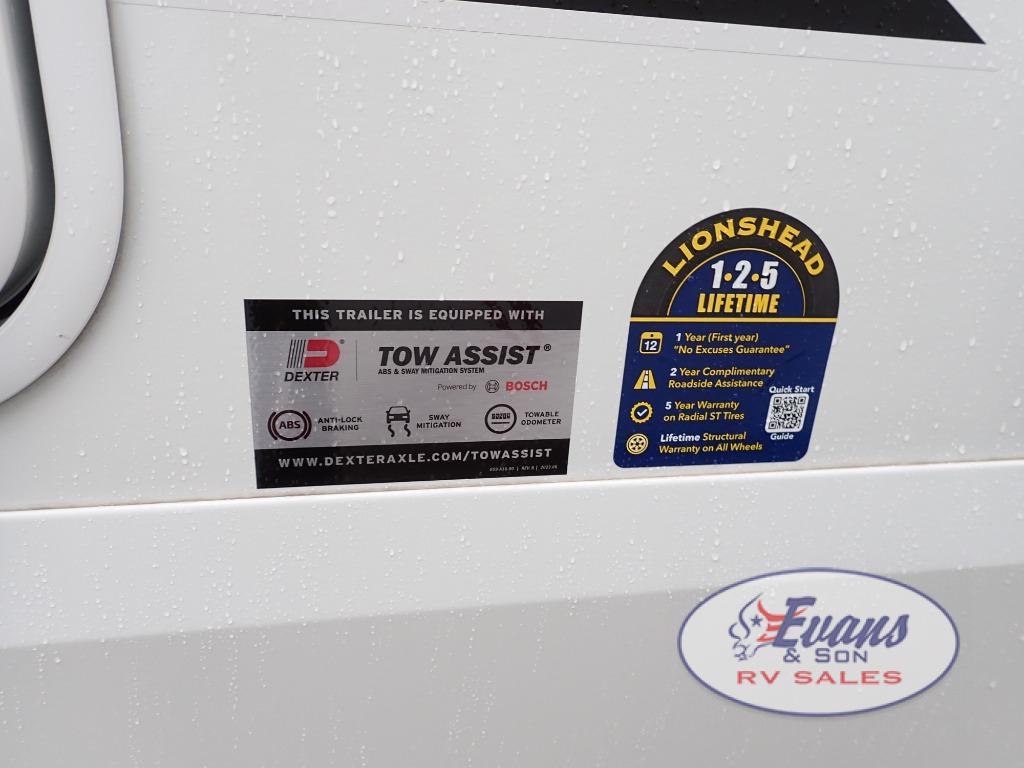 THIS TRAILER IS EQUIPPED WITH
DEXTER
TOW ASSIST®
ABS & SWAY MITIGATION SYSTEM
Powered by BOSCH
ABS
ANTI-LOCK
BRAKING
SWAY
MITIGATION
TOWABLE
ODOMETER
WWW.DEXTERAXLE.COM/TOWASSIST
LIONSHEAD
1·2·5
LIFETIME
12
1 Year (First year)
"No Excuses Guarantee"
2 Year Complimentary
Roadside Assistance
5 Year Warranty
on Radial ST Tires
Lifetime Structural
Warranty on All Wheels
Quick Start
Guide
Evans
& SON
RV SALES